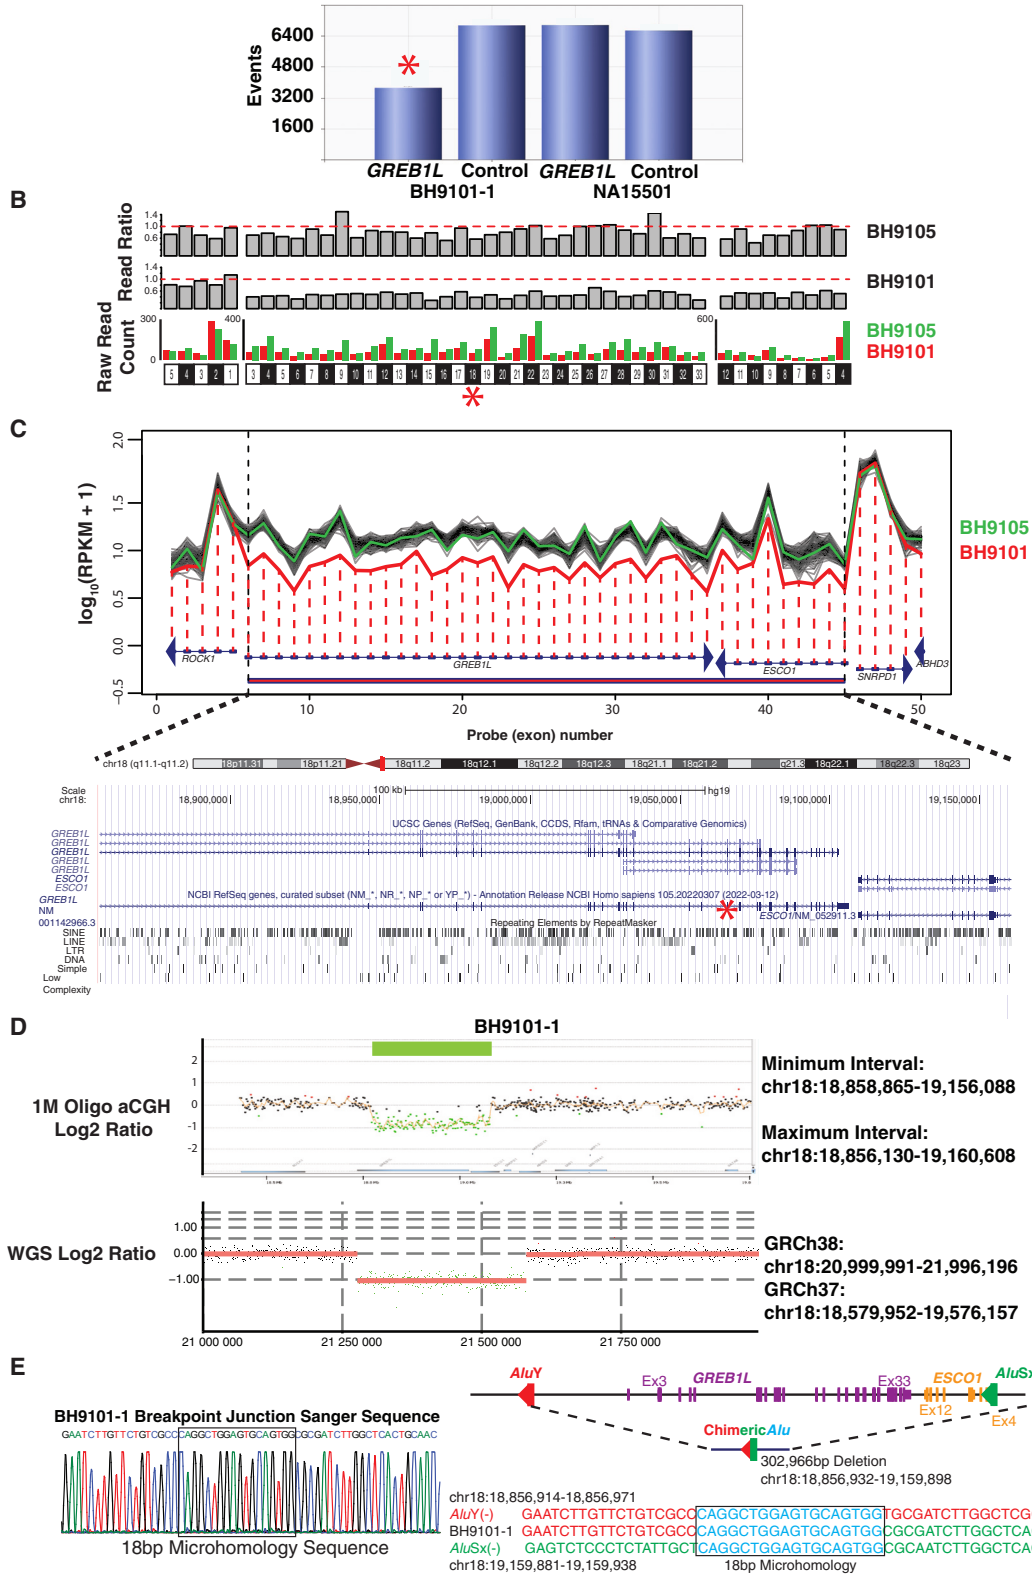 6400
4800
3200
1600
Events
*
GREB1L Control GREB1L Control
BH9101-1 NA15501
B
Read Ratio
1.4
1.0
0.6
BH9105
1.4
1.0
0.6
BH9101
Raw Read
Count
300 400 600
0
BH9105
BH9101
5 4 3 2 1 3 4 5 6 7 8 9 10 11 12 13 14 15 16 17 18 19 20 21 22 23 25 26 27 28 29 30 31 32 33 12 11 10 9 8 7 6 5 4
*
C
log10(RPKM + 1)
2.0
1.5
1.0
0.5
0.0
−0.5
BH9105
BH9101
ROCK1 GREB1L ESCO1 SNRPD1 ABHD3
0 10 20 30 40 50
Probe (exon) number
chr18 (q11.1-q11.2) 18p11.31 18p11.21 18q11.2 18q12.1 18q12.2 18q12.3 18q21.1 18q21.2 q21.3 18q22.1 18q22.3 18q23
Scale 100 kb hg19
chr18: 18,900,000 18,950,000 19,000,000 19,050,000 19,100,000 19,150,000
UCSC Genes (RefSeq, GenBank, CCDS, Rfam, tRNAs & Comparative Genomics)
GREB1L
GREB1L
GREB1L
GREB1L
GREB1L
ESCO1
ESCO1
NCBI RefSeq genes, curated subset (NM_*, NR_*, NP_* or YP_*) - Annotation Release NCBI Homo sapiens 105.20220307 (2022-03-12)
GREB1L
NM
001142966.3
* ESCO1/NM_052911.3
Repeating Elements by RepeatMasker
SINE
LINE
LTR
DNA
Simple
Low
Complexity
D
BH9101-1
1M Oligo aCGH
Log2 Ratio
2
1
0
-1
-2
Minimum Interval:
chr18:18,858,865-19,156,088
Maximum Interval:
chr18:18,856,130-19,160,608
WGS Log2 Ratio
1.00
0.00
−1.00
21 000 000 21 250 000 21 500 000 21 750 000
GRCh38:
chr18:20,999,991-21,996,196
GRCh37:
chr18:18,579,952-19,576,157
E
AluY Ex3 GREB1L Ex33 ESCO1 AluSx
Ex12 Ex4
ChimericAlu
302,966bp Deletion
chr18:18,856,932-19,159,898
BH9101-1 Breakpoint Junction Sanger Sequence
GAATCTTGTTCTGTCGCCCAGGCTGGAGTGCAGTGGCGCGATCTTGGCTCACTGCAAC
18bp Microhomology Sequence
chr18:18,856,914-18,856,971
AluY(-) GAATCTTGTTCTGTCGCCCAGGCTGGAGTGCAGTGGTGCGATCTTGGCTCG
BH9101-1 GAATCTTGTTCTGTCGCCCAGGCTGGAGTGCAGTGGCGCGATCTTGGCTCA
AluSx(-) GAGTCTCCCTCTATTGCTCAGGCTGGAGTGCAGTGGCGCAATCTTGGCTCA
chr18:19,159,881-19,159,938 18bp Microhomology